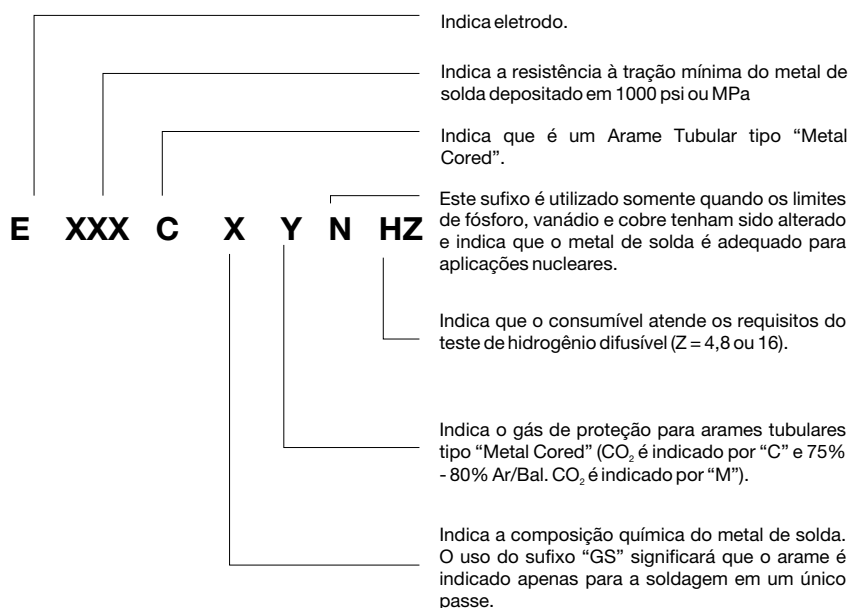 Indica eletrodo.
Indica a resistência à tração mínima do metal de
solda depositado em 1000 psi ou MPa
Indica que é um Arame Tubular tipo “Metal
Cored”.
Este sufixo é utilizado somente quando os limites
de fósforo, vanádio e cobre tenham sido alterado
e indica que o metal de solda é adequado para
aplicações nucleares.
E XXX C X Y N HZ
Indica que o consumível atende os requisitos do
teste de hidrogênio difusível (Z = 4,8 ou 16).
Indica o gás de proteção para arames tubulares
tipo “Metal Cored” (CO₂ é indicado por “C” e 75%
- 80% Ar/Bal. CO₂ é indicado por “M”).
Indica a composição química do metal de solda.
O uso do sufixo “GS” significará que o arame é
indicado apenas para a soldagem em um único
passe.